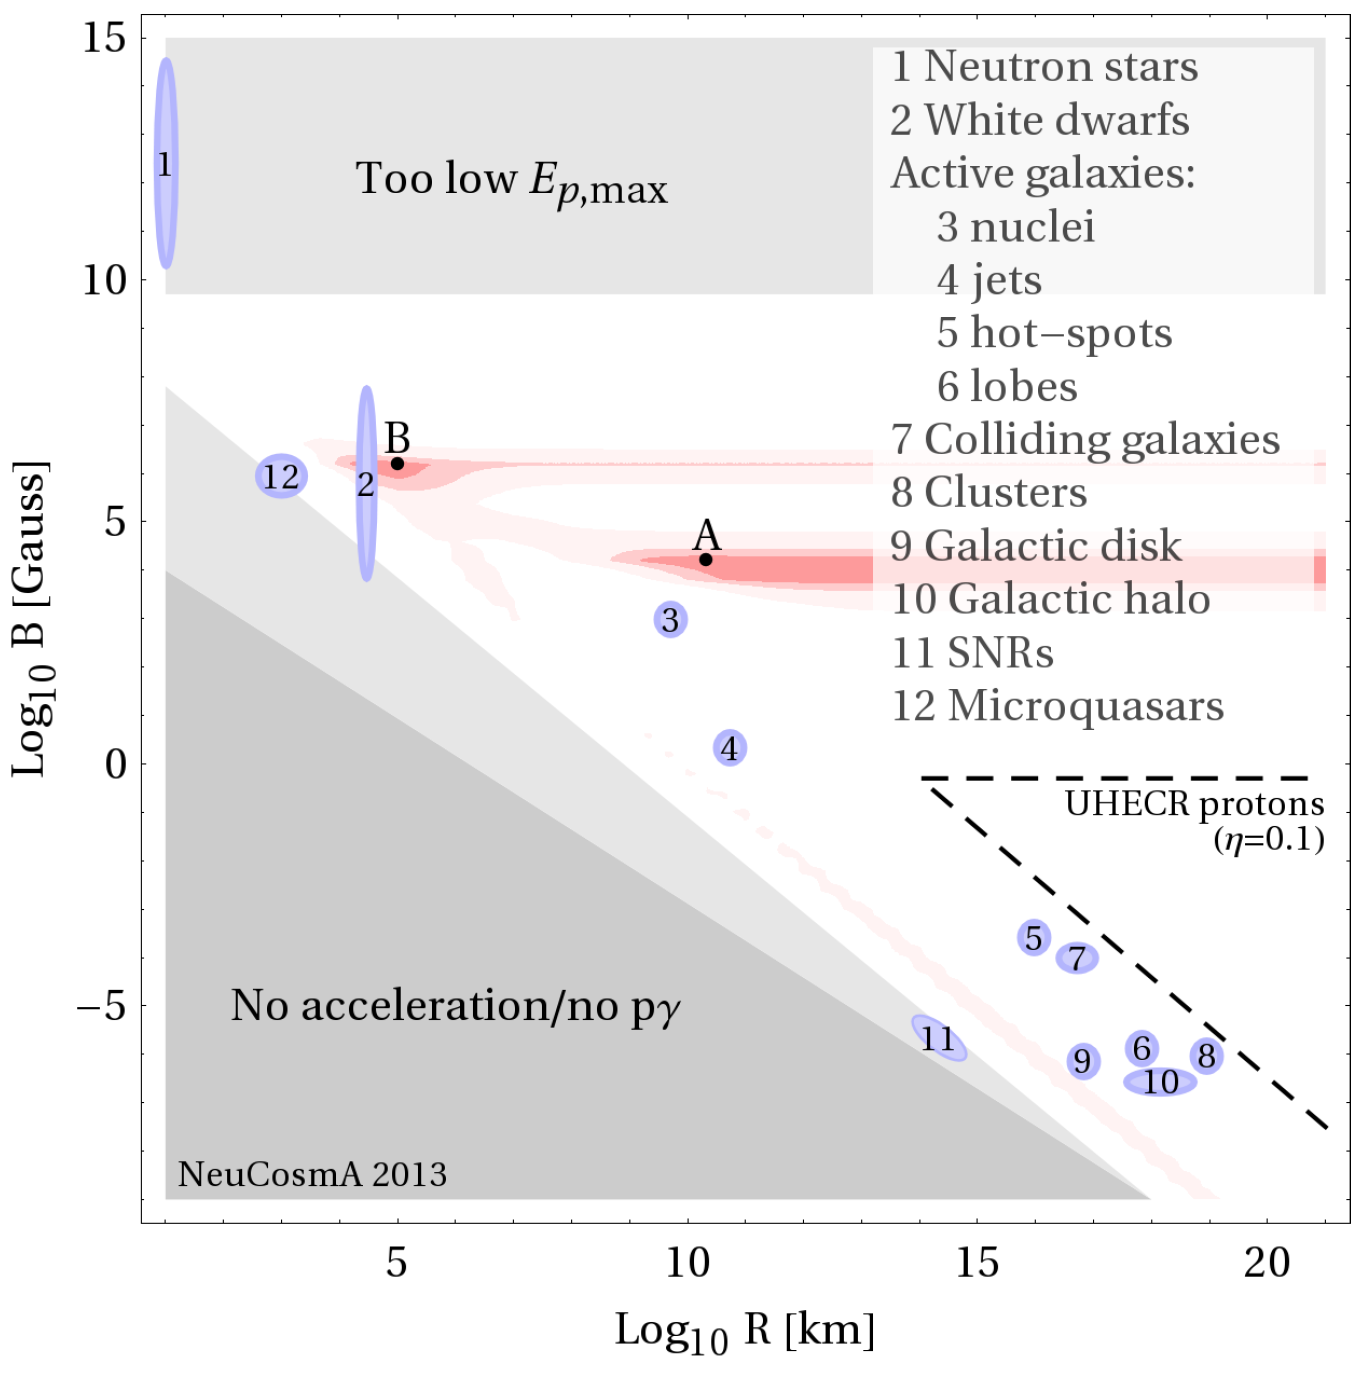 15
10
5
0
−5
Log10 B [Gauss]
1
Too low Ep,max
1 Neutron stars
2 White dwarfs
Active galaxies:
3 nuclei
4 jets
5 hot−spots
6 lobes
7 Colliding galaxies
8 Clusters
9 Galactic disk
10 Galactic halo
11 SNRs
12 Microquasars
B
12
2
A
3
4
UHECR protons
(η=0.1)
5
7
No acceleration/no pγ
11
9
6
8
10
NeuCosmA 2013
5
10
15
20
Log10 R [km]